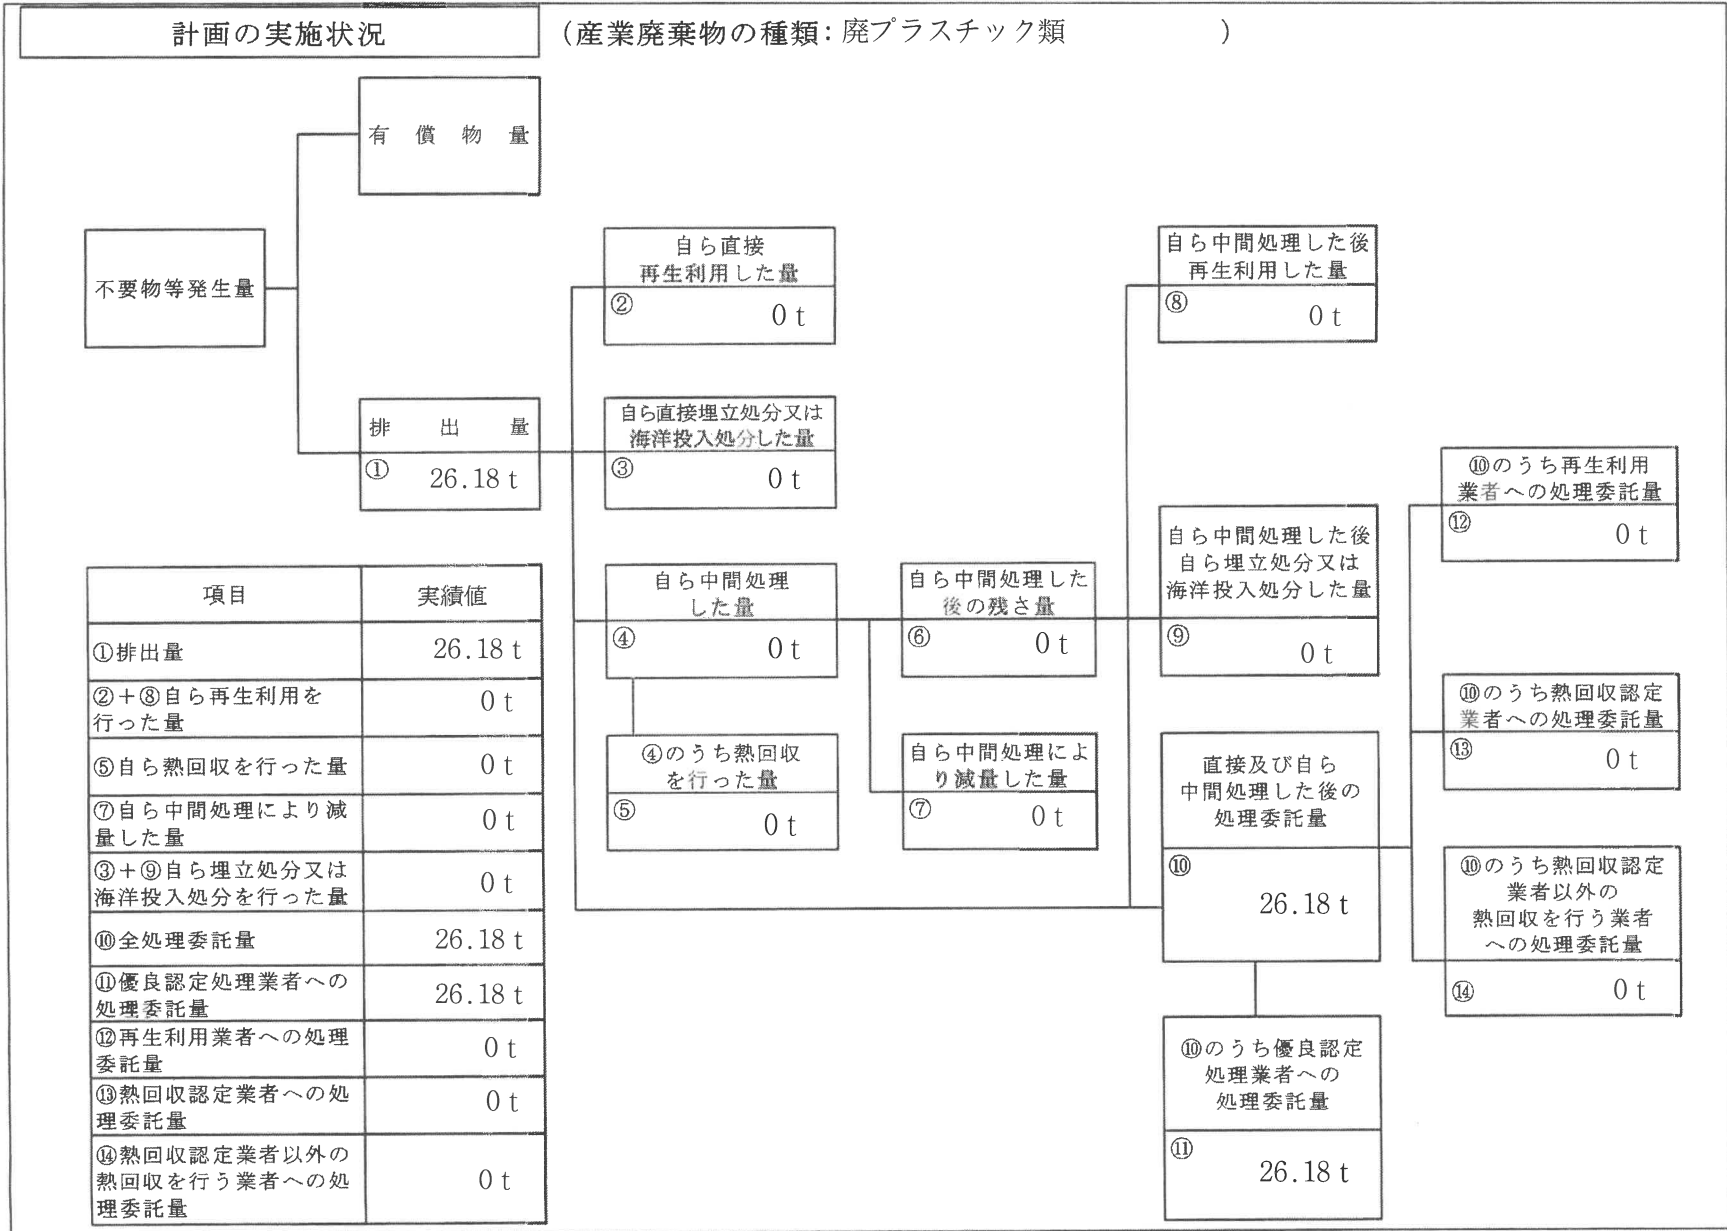 計画の実施状況
(産業廃棄物の種類：廃プラスチック類 )
有償物量
不要物等発生量
排出量
① 26.18 t
自ら直接
再生利用した量
② 0 t
自ら直接埋立処分又は
海洋投入処分した量
③ 0 t
自ら中間処理
した量
④ 0 t
④のうち熱回収
を行った量
⑤ 0 t
自ら中間処理した
後の残さ量
⑥ 0 t
自ら中間処理によ
り減量した量
⑦ 0 t
自ら中間処理した後
再生利用した量
⑧ 0 t
自ら中間処理した後
自ら埋立処分又は
海洋投入処分した量
⑨ 0 t
直接及び自ら
中間処理した後の
処理委託量
⑩
26.18 t
⑩のうち優良認定
処理業者への
処理委託量
⑪
26.18 t
⑩のうち再生利用
業者への処理委託量
⑫ 0 t
⑩のうち熱回収認定
業者への処理委託量
⑬ 0 t
⑩のうち熱回収認定
業者以外の
熱回収を行う業者
への処理委託量
⑭ 0 t
項目 実績値
①排出量 26.18 t
②＋⑧自ら再生利用を
行った量 0 t
⑤自ら熱回収を行った量 0 t
⑦自ら中間処理により減
量した量 0 t
③＋⑨自ら埋立処分又は
海洋投入処分を行った量 0 t
⑩全処理委託量 26.18 t
⑪優良認定処理業者への
処理委託量 26.18 t
⑫再生利用業者への処理
委託量 0 t
⑬熱回収認定業者への処
理委託量 0 t
⑭熱回収認定業者以外の
熱回収を行う業者への処
理委託量 0 t